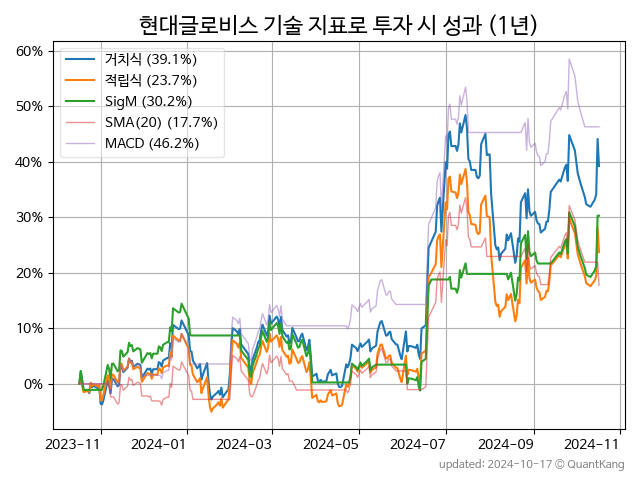 현대글로비스 기술 지표로 투자 시 성과 (1년)
거치식 (39.1%)
적립식 (23.7%)
SigM (30.2%)
SMA(20) (17.7%)
MACD (46.2%)
60%
50%
40%
30%
20%
10%
0%
2023-11
2024-01
2024-03
2024-05
2024-07
2024-09
2024-11
updated: 2024-10-17 © QuantKang